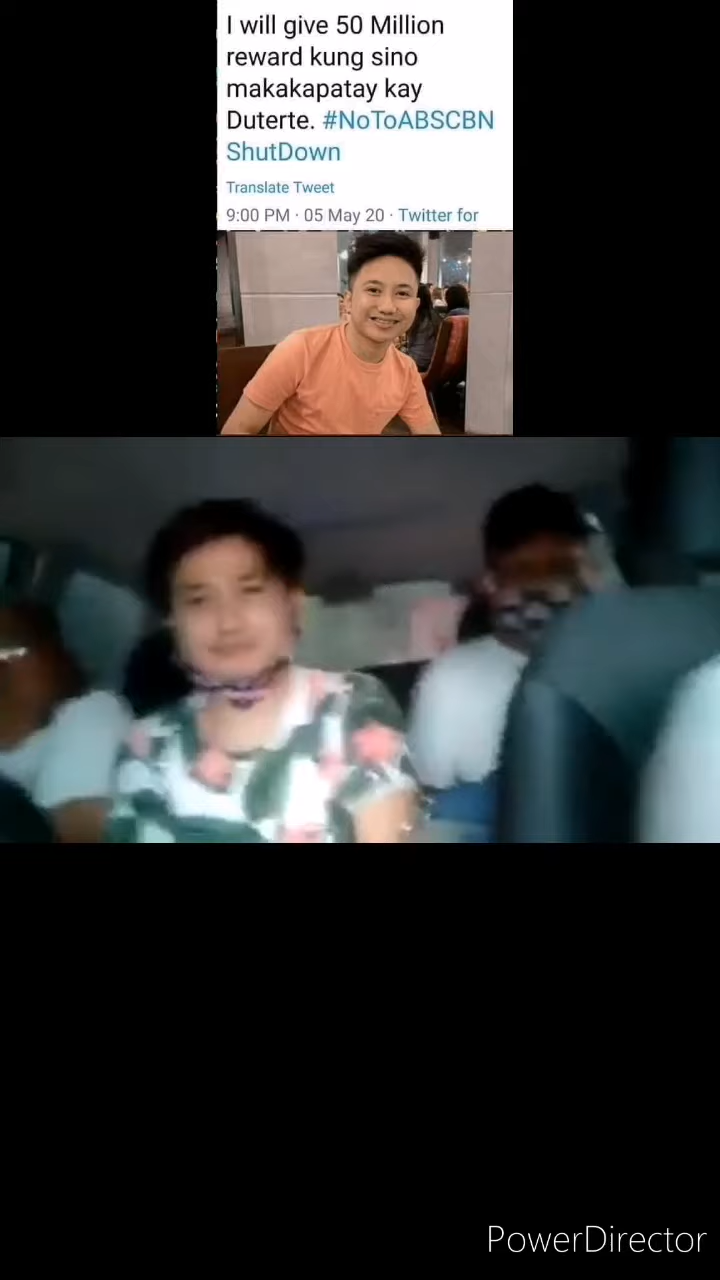 I will give 50 Million
reward kung sino
makakapatay kay
Duterte. #NoToABSCBN
ShutDown
Translate Tweet
9:00 PM · 05 May 20 · Twitter for
PowerDirector